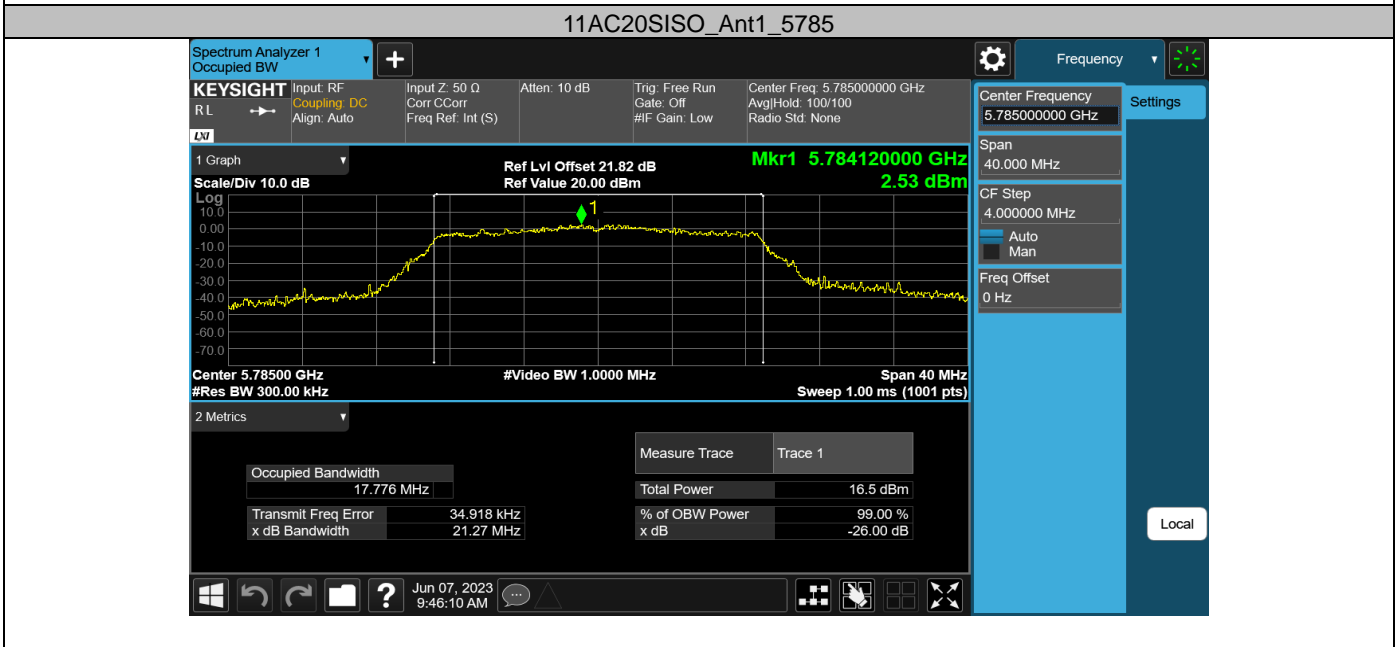 11AC20SISO_Ant1_5785
Spectrum Analyzer 1
Occupied BW
+
Frequency
KEYSIGHT
RL
LXI
Input: RF
Coupling: DC
Align: Auto
Input Z: 50 Ω
Corr CCorr
Freq Ref: Int (S)
Atten: 10 dB
Trig: Free Run
Gate: Off
#IF Gain: Low
Center Freq: 5.785000000 GHz
Avg|Hold: 100/100
Radio Std: None
Center Frequency
5.785000000 GHz
Settings
Span
40.000 MHz
CF Step
4.000000 MHz
Auto
Man
Freq Offset
0 Hz
Local
1 Graph
Scale/Div 10.0 dB
Ref Lvl Offset 21.82 dB
Ref Value 20.00 dBm
Mkr1 5.784120000 GHz
2.53 dBm
Log
10.0
0.00
-10.0
-20.0
-30.0
-40.0
-50.0
-60.0
-70.0
1
Center 5.78500 GHz
#Video BW 1.0000 MHz
Span 40 MHz
#Res BW 300.00 kHz
Sweep 1.00 ms (1001 pts)
2 Metrics
Measure Trace Trace 1
Occupied Bandwidth
17.776 MHz
Total Power 16.5 dBm
Transmit Freq Error 34.918 kHz
% of OBW Power 99.00 %
x dB Bandwidth 21.27 MHz
x dB -26.00 dB
?
Jun 07, 2023
9:46:10 AM